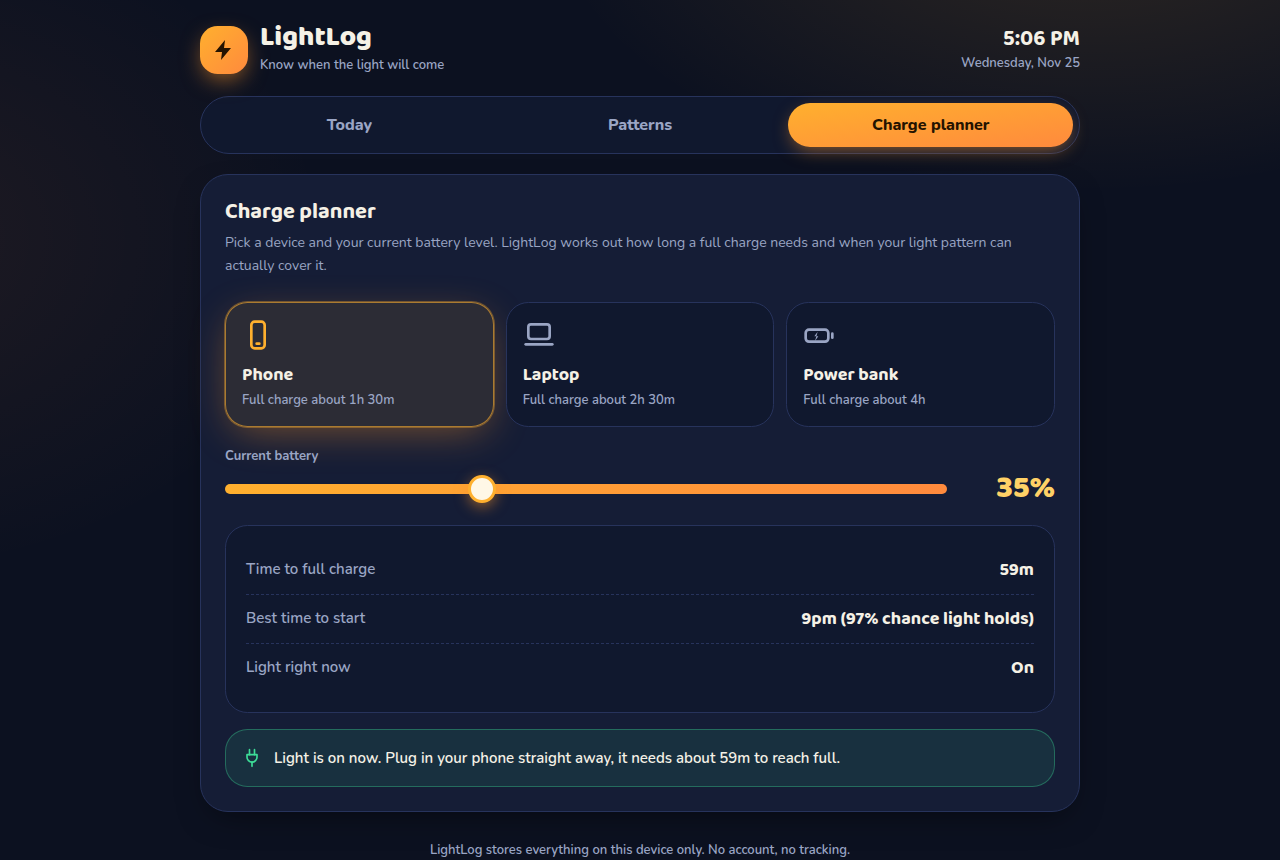 LightLog
Know when the light will come
5:06 PM
Wednesday, Nov 25
Today
Patterns
Charge planner
Charge planner
Pick a device and your current battery level. LightLog works out how long a full charge needs and when your light pattern can
actually cover it.
Phone
Full charge about 1h 30m
Laptop
Full charge about 2h 30m
Power bank
Full charge about 4h
Current battery
35%
Time to full charge
59m
Best time to start
9pm (97% chance light holds)
Light right now
On
Light is on now. Plug in your phone straight away, it needs about 59m to reach full.
LightLog stores everything on this device only. No account, no tracking.